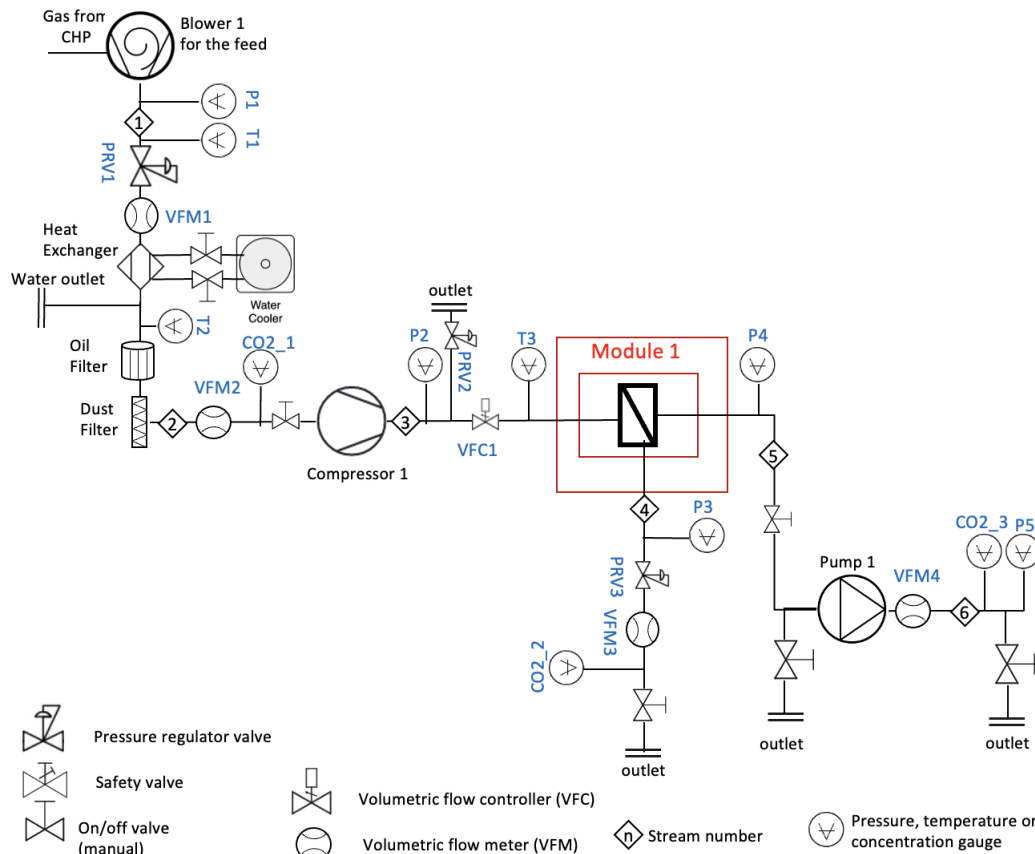 Gas from
CHP
Blower 1
for the feed
P1
1
T1
PRV1
VFM1
Heat
Exchanger
Water outlet
Water
Cooler
T2
Oil
Filter
CO2_1
VFM2
Dust
Filter
2
Compressor 1
3
P2
outlet
PRV2
VFC1
T3
Module 1
P4
5
4
P3
PRV3
VFM3
CO2_2
outlet
Pump 1
VFM4
CO2_3
P5
6
outlet
outlet
Pressure regulator valve
Safety valve
On/off valve
(manual)
Volumetric flow controller (VFC)
Volumetric flow meter (VFM)
n
Stream number
Pressure, temperature or
concentration gauge